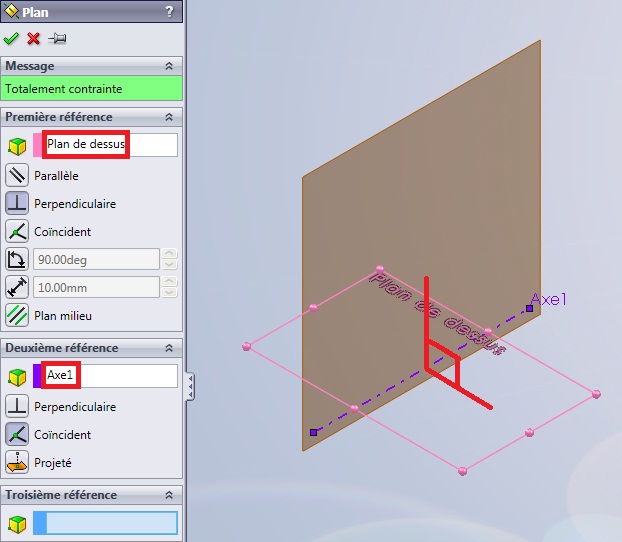 Plan ?
Message
Totalement contrainte
Première référence
Plan de dessus
Parallèle
Perpendiculaire
Coïncident
90.00deg
10.00mm
Plan milieu
Deuxième référence
Axe1
Perpendiculaire
Coïncident
Projeté
Troisième référence
Plan de dessus
Axe1